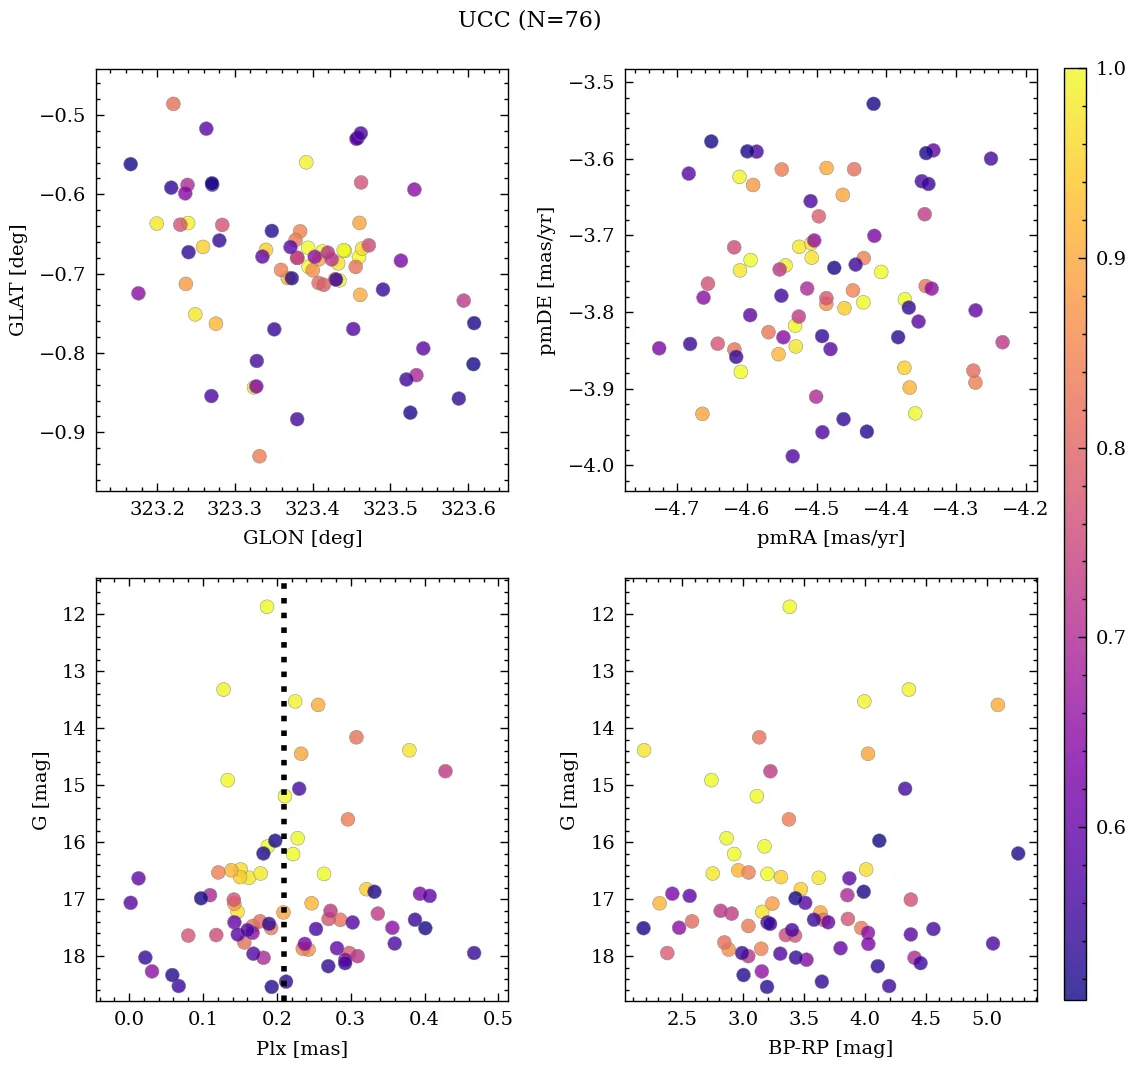 UCC (N=76)
−0.5
−0.6
−0.7
−0.8
−0.9
GLAT [deg]
323.2 323.3 323.4 323.5 323.6
GLON [deg]
−3.5
−3.6
−3.7
−3.8
−3.9
−4.0
pmDE [mas/yr]
−4.7 −4.6 −4.5 −4.4 −4.3 −4.2
pmRA [mas/yr]
12
13
14
15
16
17
18
G [mag]
0.0 0.1 0.2 0.3 0.4 0.5
Plx [mas]
12
13
14
15
16
17
18
G [mag]
2.5 3.0 3.5 4.0 4.5 5.0
BP-RP [mag]
1.0
0.9
0.8
0.7
0.6